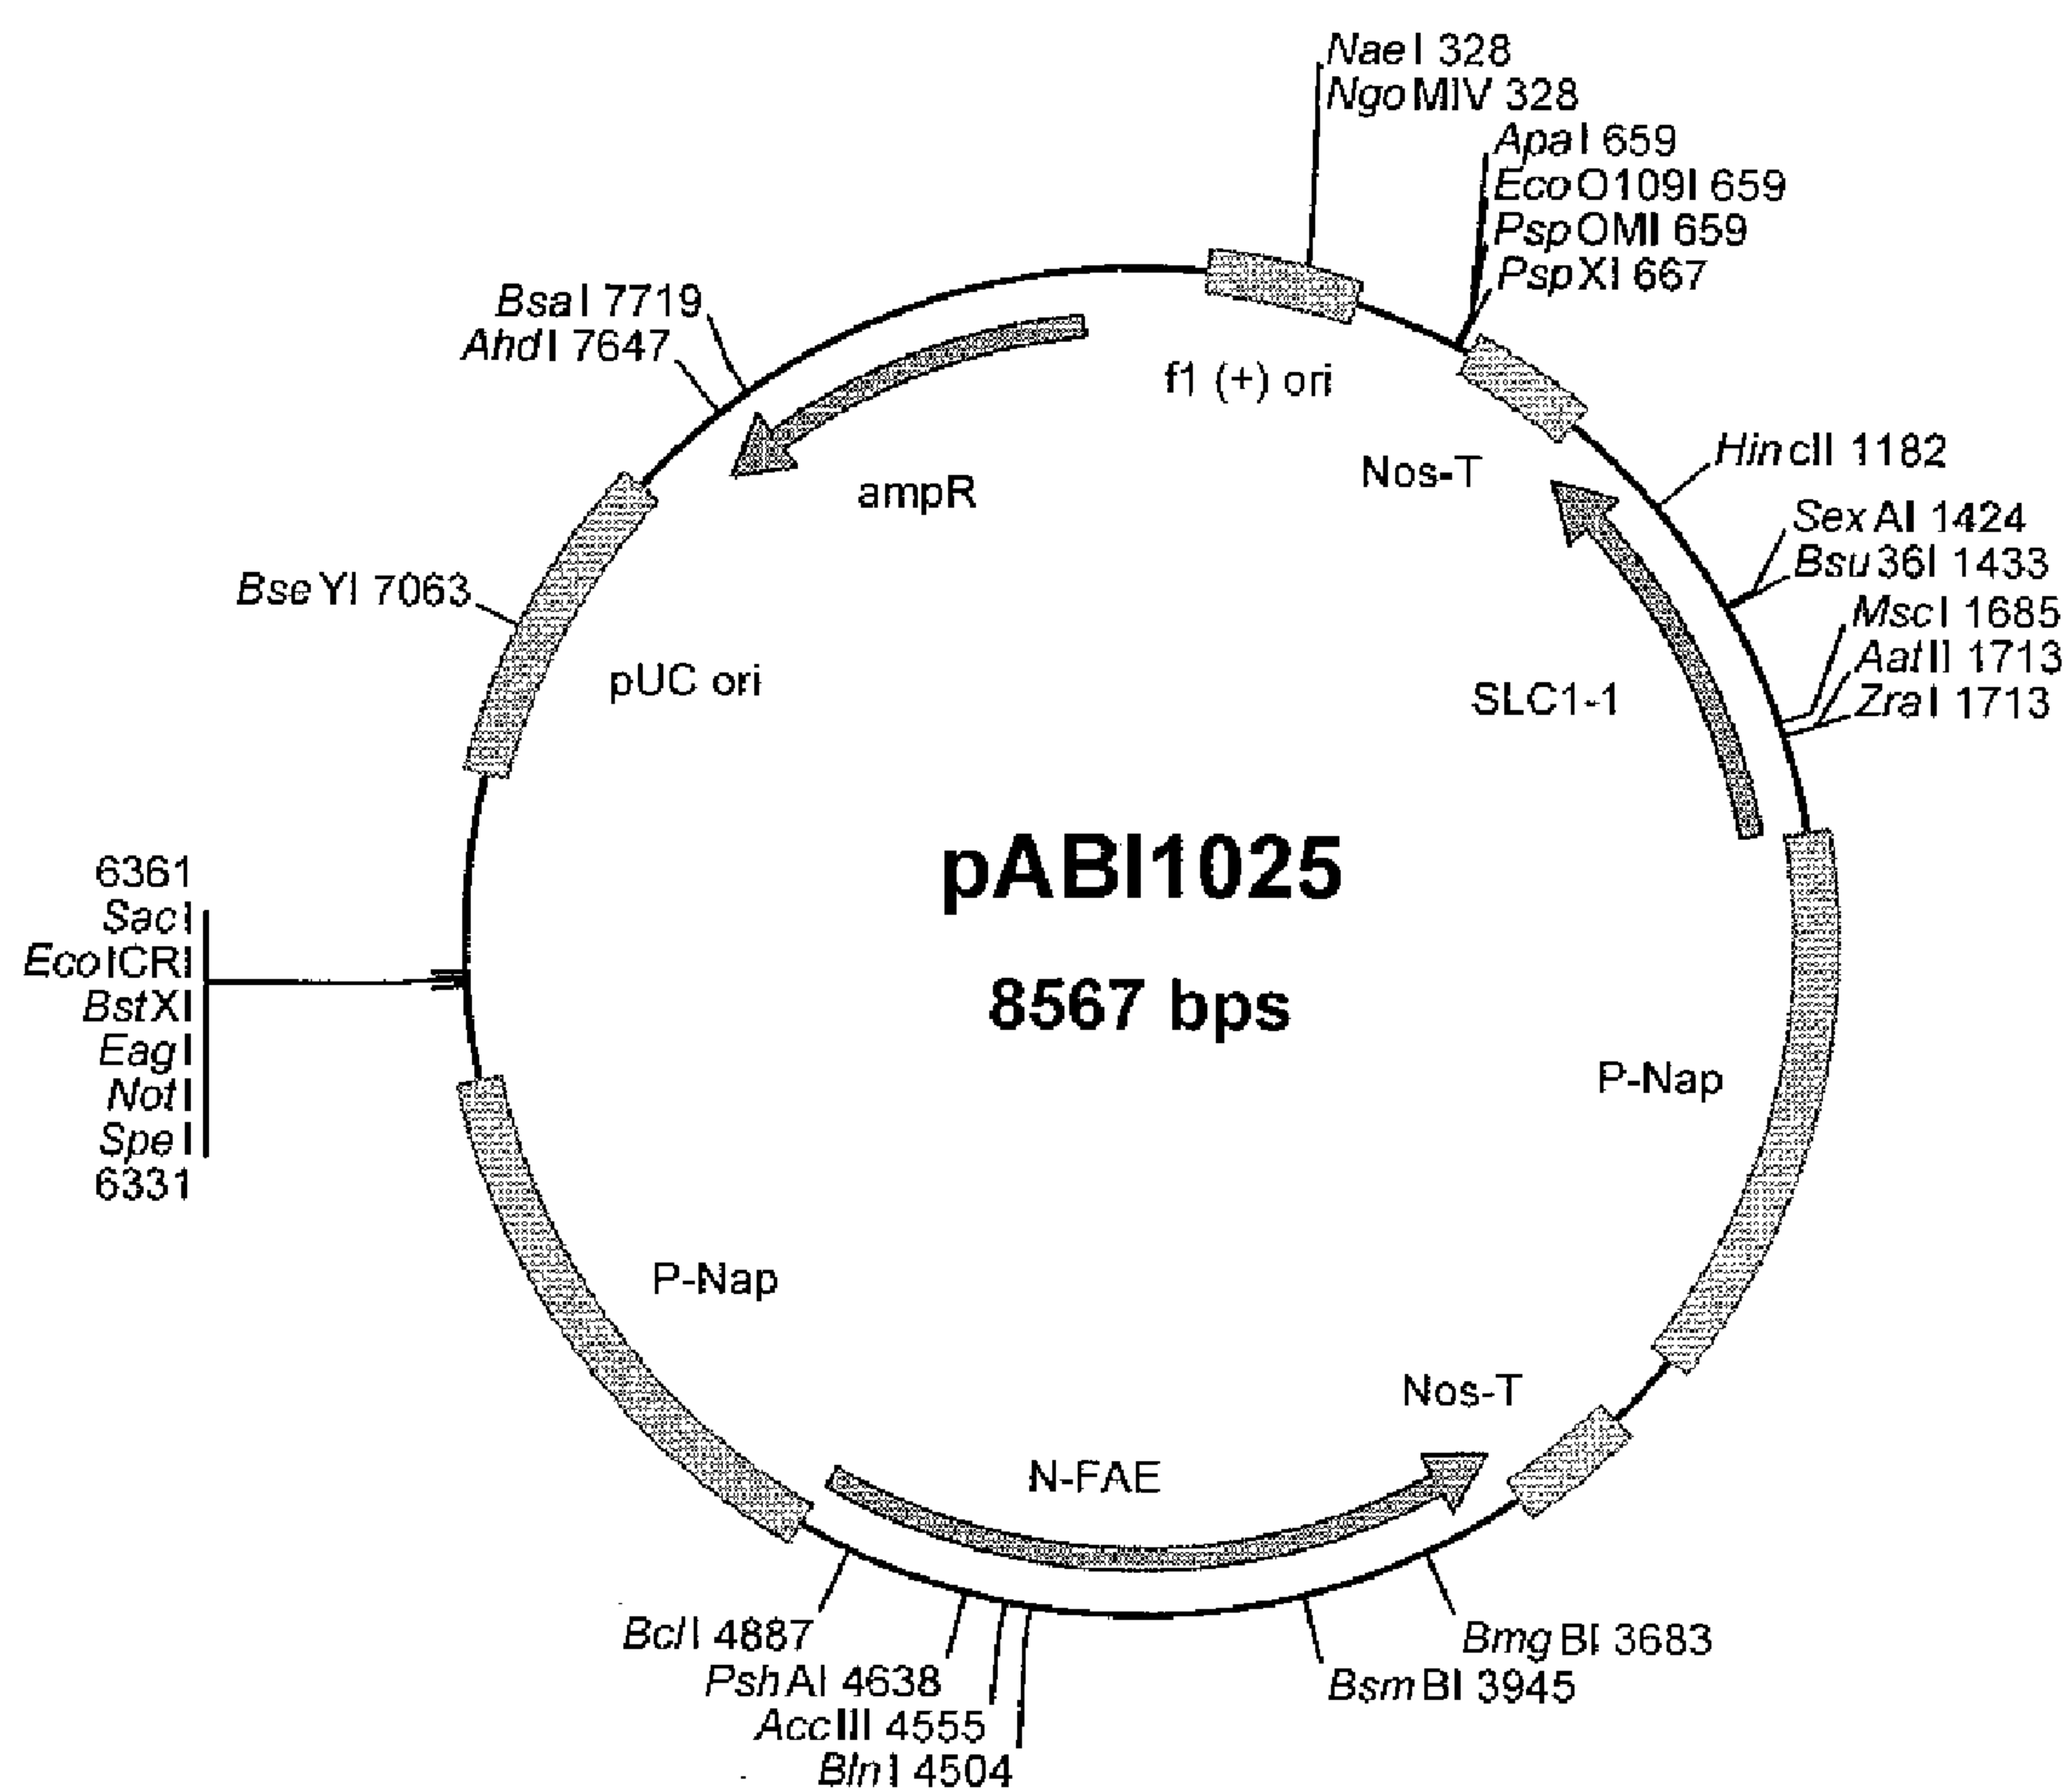 NaeI 328
NgoMIV 328
ApaI 659
EcoO109I 659
PspOMI 659
PspXI 667
BsaI 7719
AhdI 7647
f1 (+) ori
HincII 1182
Nos-T
ampR
SexAI 1424
Bsu36I 1433
BseYI 7063
MscI 1685
AatII 1713
ZraI 1713
pUC ori
SLC1-1
pABI1025
8567 bps
6361
SacI
EcoICRI
BstXI
EagI
NotI
SpeI
6331
P-Nap
P-Nap
Nos-T
N-FAE
BclI 4887
PshAI 4638
AccIII 4555
BlnI 4504
BmgBI 3683
BsmBI 3945